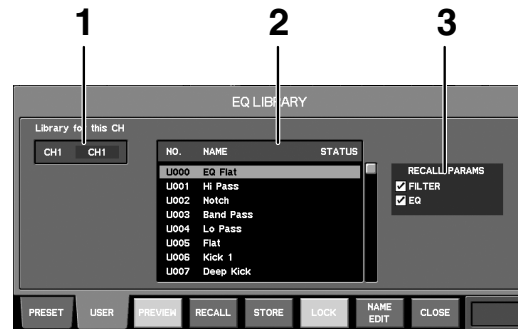 1 2 3
EQ LIBRARY
Library for this CH
CH1 CH1
NO. NAME STATUS
U000 EQ Flat
U001 Hi Pass
U002 Notch
U003 Band Pass
U004 Lo Pass
U005 Flat
U006 Kick 1
U007 Deep Kick
RECALL PARAMS
FILTER
EQ
PRESET USER PREVIEW RECALL STORE LOCK NAME EDIT CLOSE